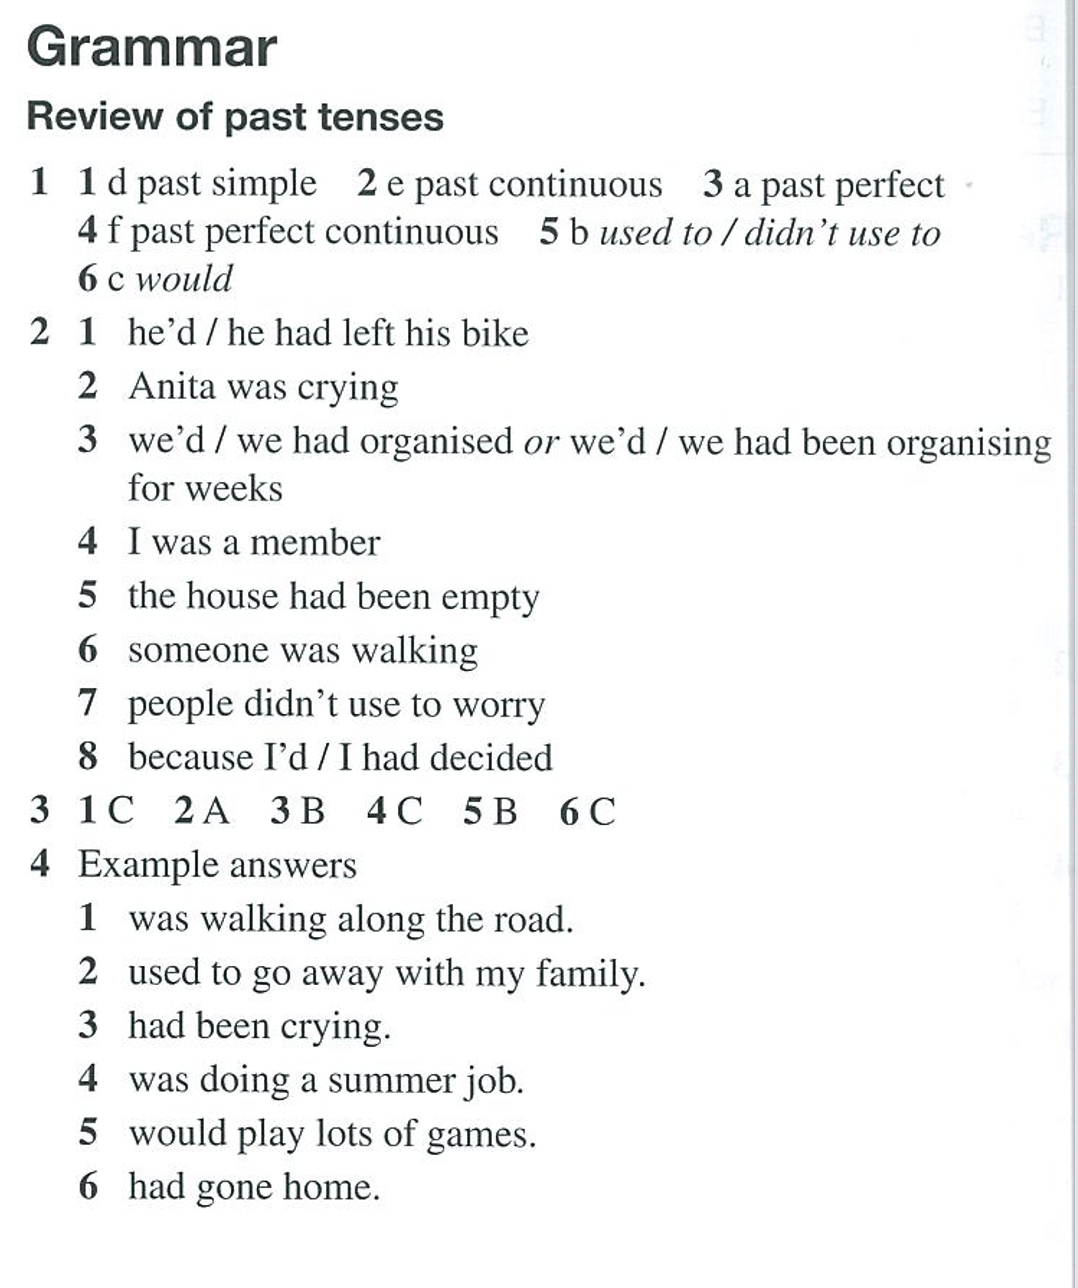 Grammar
Review of past tenses
1 1 d past simple 2 e past continuous 3 a past perfect
4 f past perfect continuous 5 b used to / didn’t use to
6 c would
2 1 he’d / he had left his bike
2 Anita was crying
3 we’d / we had organised or we’d / we had been organising
for weeks
4 I was a member
5 the house had been empty
6 someone was walking
7 people didn’t use to worry
8 because I’d / I had decided
3 1 C 2 A 3 B 4 C 5 B 6 C
4 Example answers
1 was walking along the road.
2 used to go away with my family.
3 had been crying.
4 was doing a summer job.
5 would play lots of games.
6 had gone home.